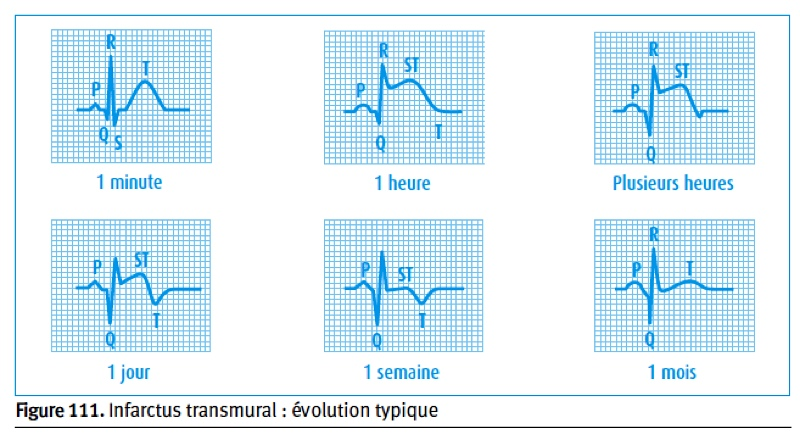 R
P
T
Q
S
1 minute
R
P
ST
Q
T
1 heure
R
P
ST
Q
Plusieurs heures
P
ST
Q
T
1 jour
P
ST
Q
T
1 semaine
R
P
T
Q
1 mois
Figure 111. Infarctus transmural : évolution typique